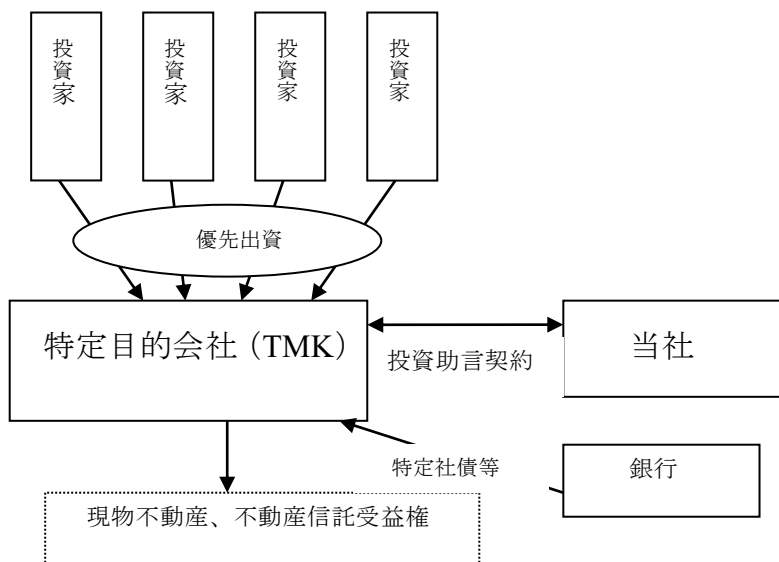 投資家
投資家
投資家
投資家
優先出資
特定目的会社(TMK)
投資助言契約
当社
特定社債等
銀行
現物不動産、不動産信託受益権